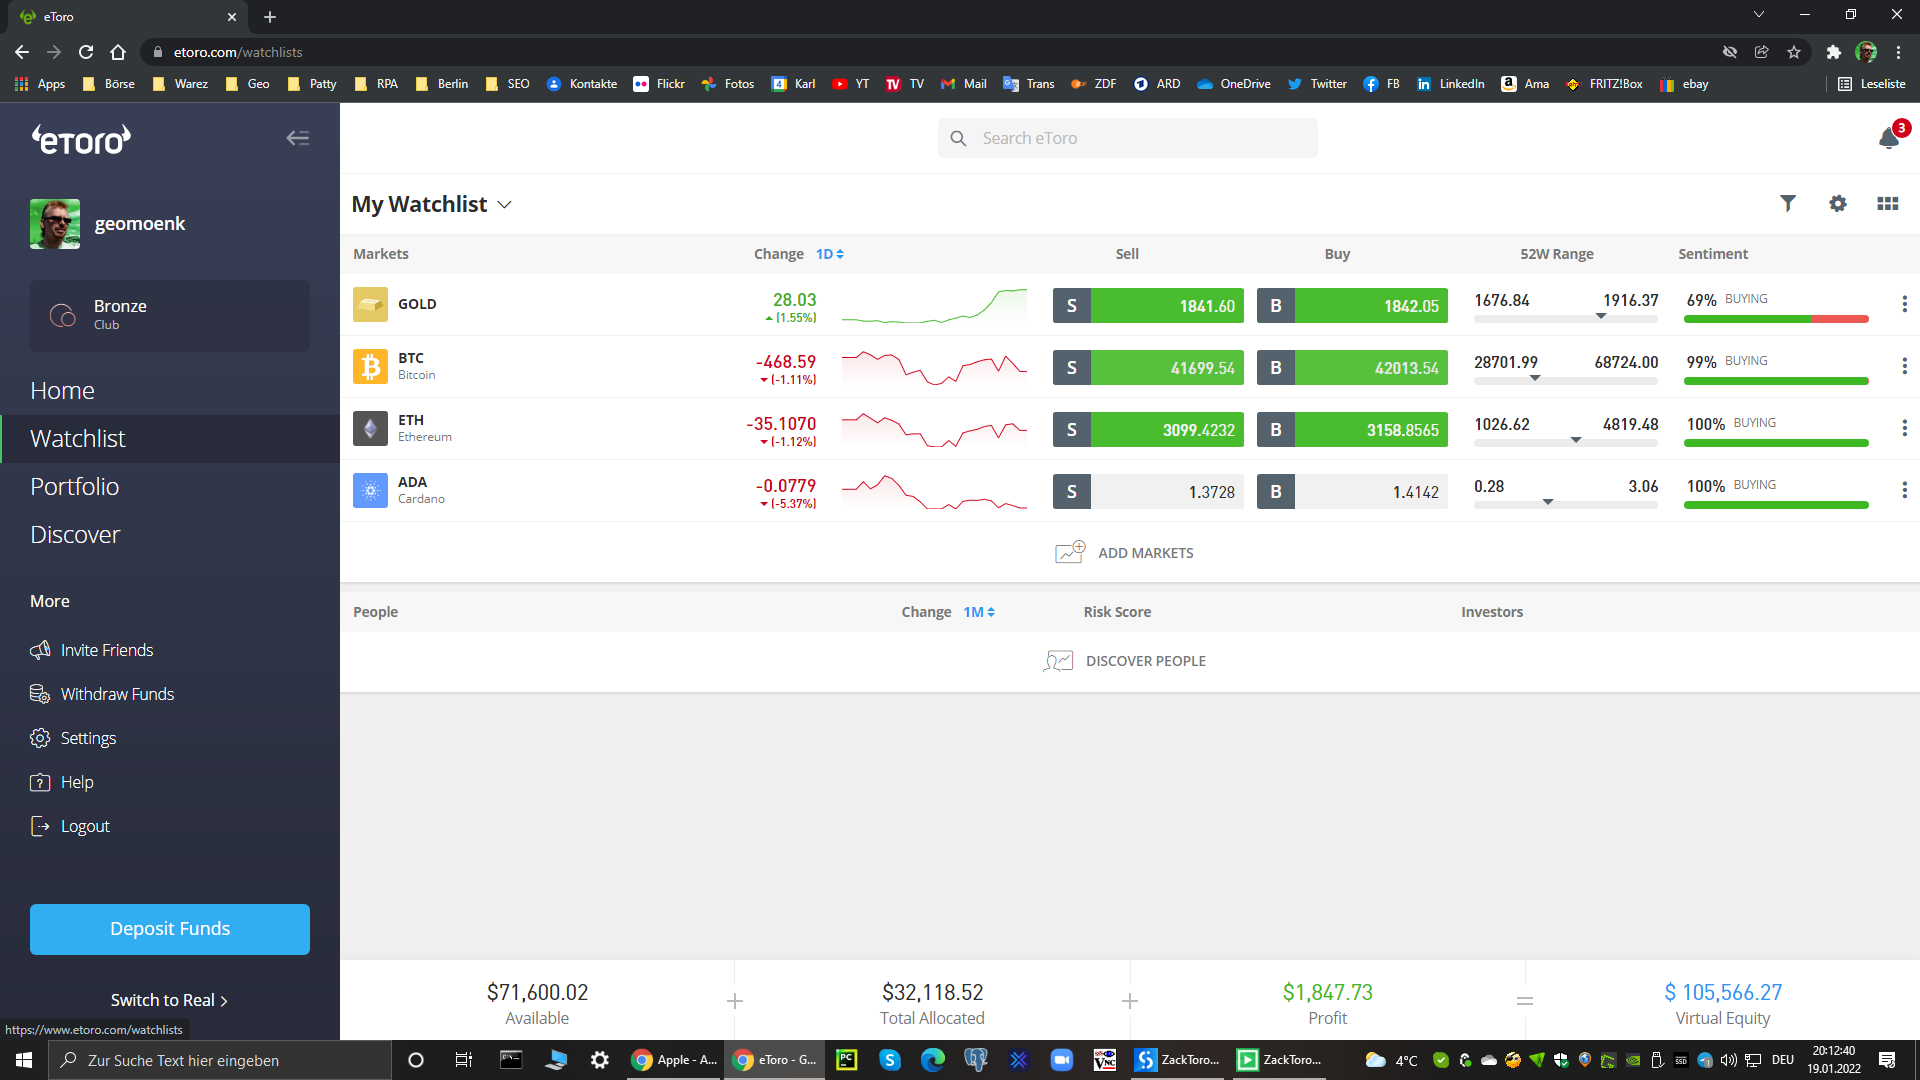 eToro
etoro.com/watchlists
Apps Börse Warez Geo Patty RPA Berlin SEO Kontakte Flickr Fotos Karl YT TV Mail Trans ZDF ARD OneDrive Twitter FB LinkedIn Ama FRITZ!Box ebay Leseliste
eToro
Search eToro
3
geomoenk
Bronze
Club
Home
Watchlist
Portfolio
Discover
More
Invite Friends
Withdraw Funds
Settings
Help
Logout
Deposit Funds
Switch to Real >
https://www.etoro.com/watchlists
My Watchlist
Markets Change 1D Sell Buy 52W Range Sentiment
GOLD 28.03 (1.55%) S 1841.60 B 1842.05 1676.84 1916.37 69% BUYING
BTC Bitcoin -468.59 (-1.11%) S 41699.54 B 42013.54 28701.99 68724.00 99% BUYING
ETH Ethereum -35.1070 (-1.12%) S 3099.4232 B 3158.8565 1026.62 4819.48 100% BUYING
ADA Cardano -0.0779 (-5.37%) S 1.3728 B 1.4142 0.28 3.06 100% BUYING
ADD MARKETS
People Change 1M Risk Score Investors
DISCOVER PEOPLE
$71,600.02 + $32,118.52 + $1,847.73 = $ 105,566.27
Available Total Allocated Profit Virtual Equity
Zur Suche Text hier eingeben
Apple - A... eToro - G... ZackToro... ZackToro... 4°C DEU
20:12:40
19.01.2022